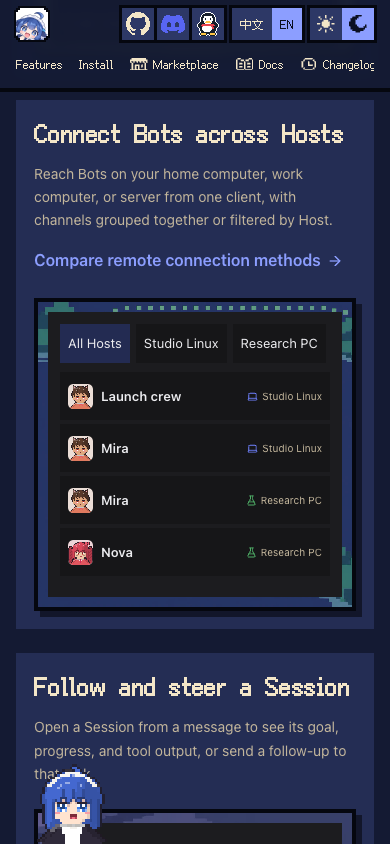 中文 EN
Features Install Marketplace Docs Changelog
Connect Bots across Hosts
Reach Bots on your home computer, work
computer, or server from one client, with
channels grouped together or filtered by Host.
Compare remote connection methods →
All Hosts Studio Linux Research PC
Launch crew Studio Linux
Mira Studio Linux
Mira Research PC
Nova Research PC
Follow and steer a Session
Open a Session from a message to see its goal,
progress, and tool output, or send a follow-up to